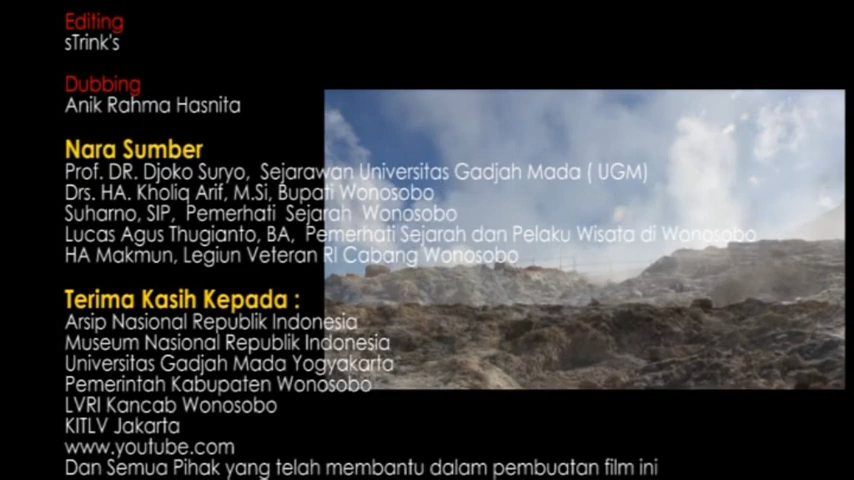 Editing
sTrink's
Dubbing
Anik Rahma Hasnita
Nara Sumber
Prof. DR. Djoko Suryo, Sejarawan Universitas Gadjah Mada ( UGM)
Drs. HA. Kholiq Arif, M.Si, Bupati Wonosobo
Suharno, SIP, Pemerhati Sejarah Wonosobo
Lucas Agus Thugianto, BA, Pemerhati Sejarah dan Pelaku Wisata di Wonosobo
HA Makmun, Legiun Veteran RI Cabang Wonosobo
Terima Kasih Kepada :
Arsip Nasional Republik Indonesia
Museum Nasional Republik Indonesia
Universitas Gadjah Mada Yogyakarta
Pemerintah Kabupaten Wonosobo
LVRI Kancab Wonosobo
KITLV Jakarta
www.youtube.com
Dan Semua Pihak yang telah membantu dalam pembuatan film ini